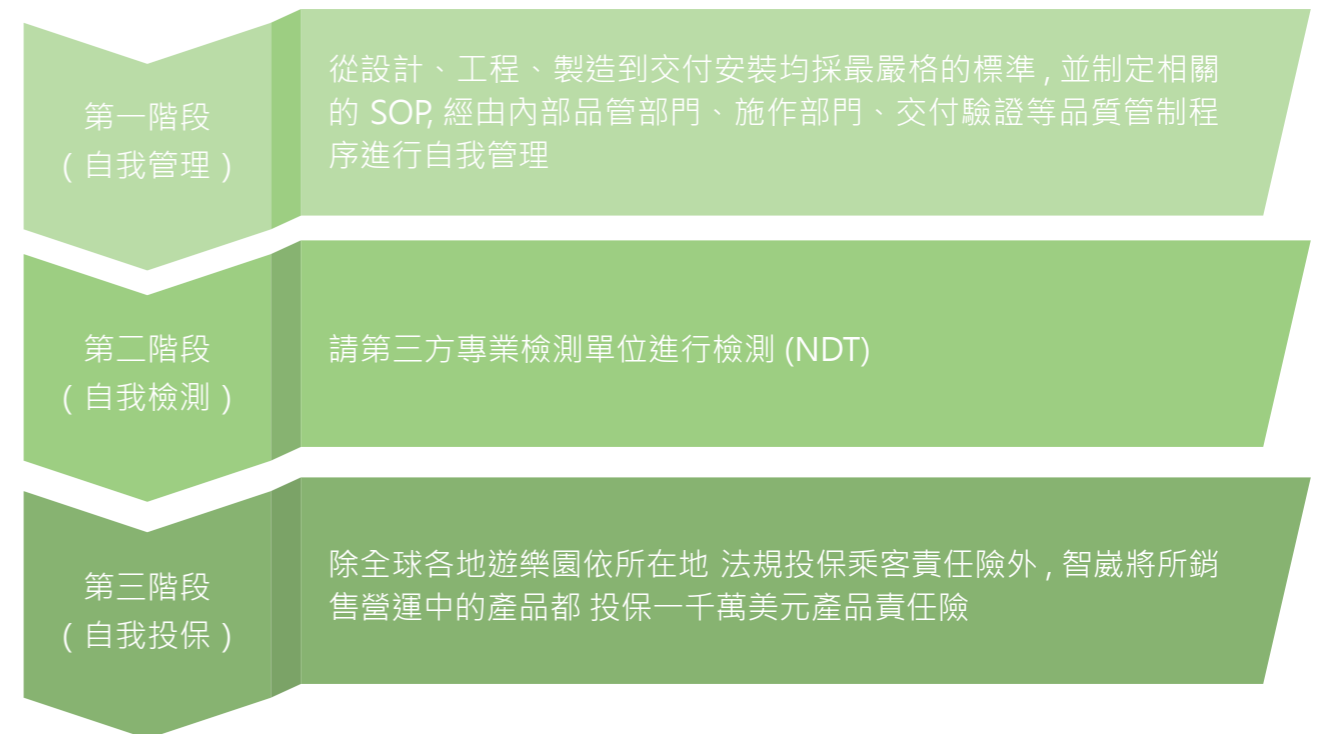 第一階段
( 自我管理 )
從設計、工程、製造到交付安裝均採最嚴格的標準 , 並制定相關
的 SOP, 經由內部品管部門、施作部門、交付驗證等品質管制程
序進行自我管理
第二階段
( 自我檢測 )
請第三方專業檢測單位進行檢測 (NDT)
第三階段
( 自我投保 )
除全球各地遊樂園依所在地 法規投保乘客責任險外 , 智崴將所銷
售營運中的產品都 投保一千萬美元產品責任險